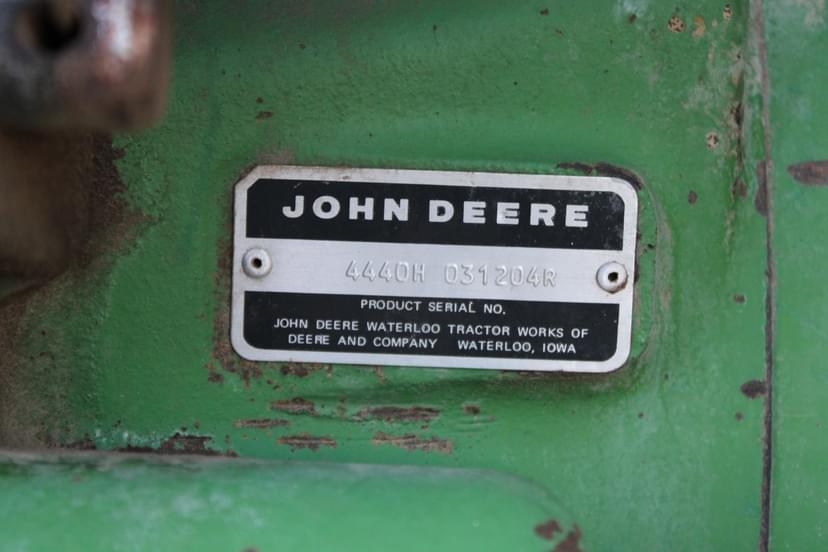 JOHN DEERE
4440H 031204R
PRODUCT SERIAL NO.
JOHN DEERE WATERLOO TRACTOR WORKS OF
DEERE AND COMPANY WATERLOO, IOWA